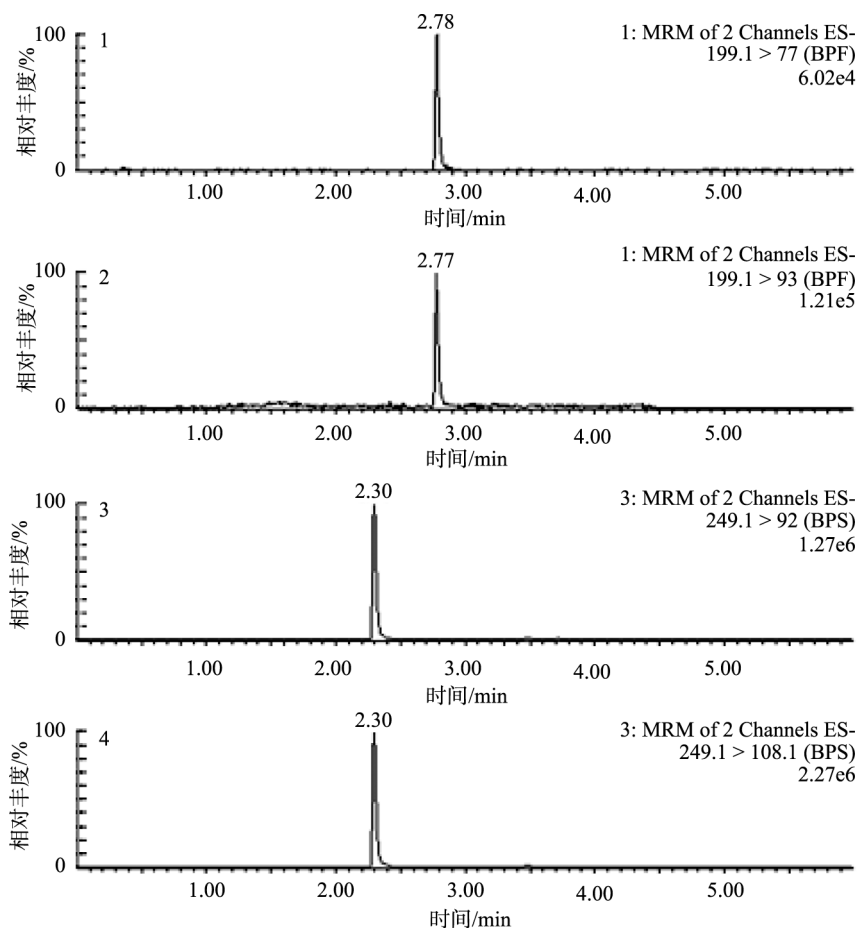 2.78
100
1
1: MRM of 2 Channels ES-
199.1 > 77 (BPF)
6.02e4
相对丰度/%
0
1.00 2.00 3.00 4.00 5.00
时间/min
2.77
100
2
1: MRM of 2 Channels ES-
199.1 > 93 (BPF)
1.21e5
相对丰度/%
0
1.00 2.00 3.00 4.00 5.00
时间/min
2.30
100
3
3: MRM of 2 Channels ES-
249.1 > 92 (BPS)
1.27e6
相对丰度/%
0
1.00 2.00 3.00 4.00 5.00
时间/min
2.30
100
4
3: MRM of 2 Channels ES-
249.1 > 108.1 (BPS)
2.27e6
相对丰度/%
0
1.00 2.00 3.00 4.00 5.00
时间/min